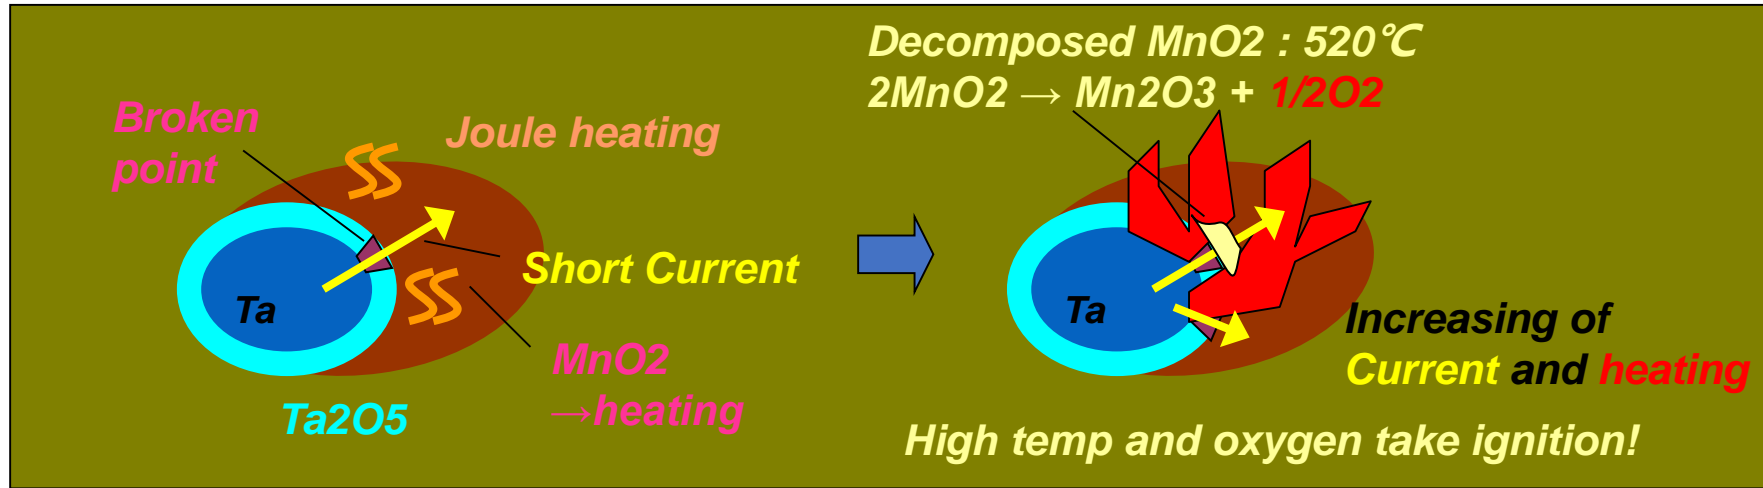 Broken
point
Joule heating
Ta
Short Current
MnO2
→heating
Ta2O5
Decomposed MnO2 : 520℃
2MnO2 → Mn2O3 + 1/2O2
Ta
Increasing of
Current and heating
High temp and oxygen take ignition!